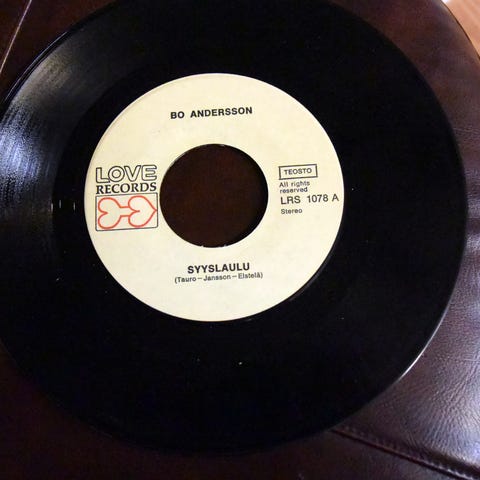 BO ANDERSSON
LOVE
RECORDS
TEOSTO
All rights
reserved
LRS 1078 A
Stereo
SYYSLAULU
(Tauro – Jansson – Elstelä)